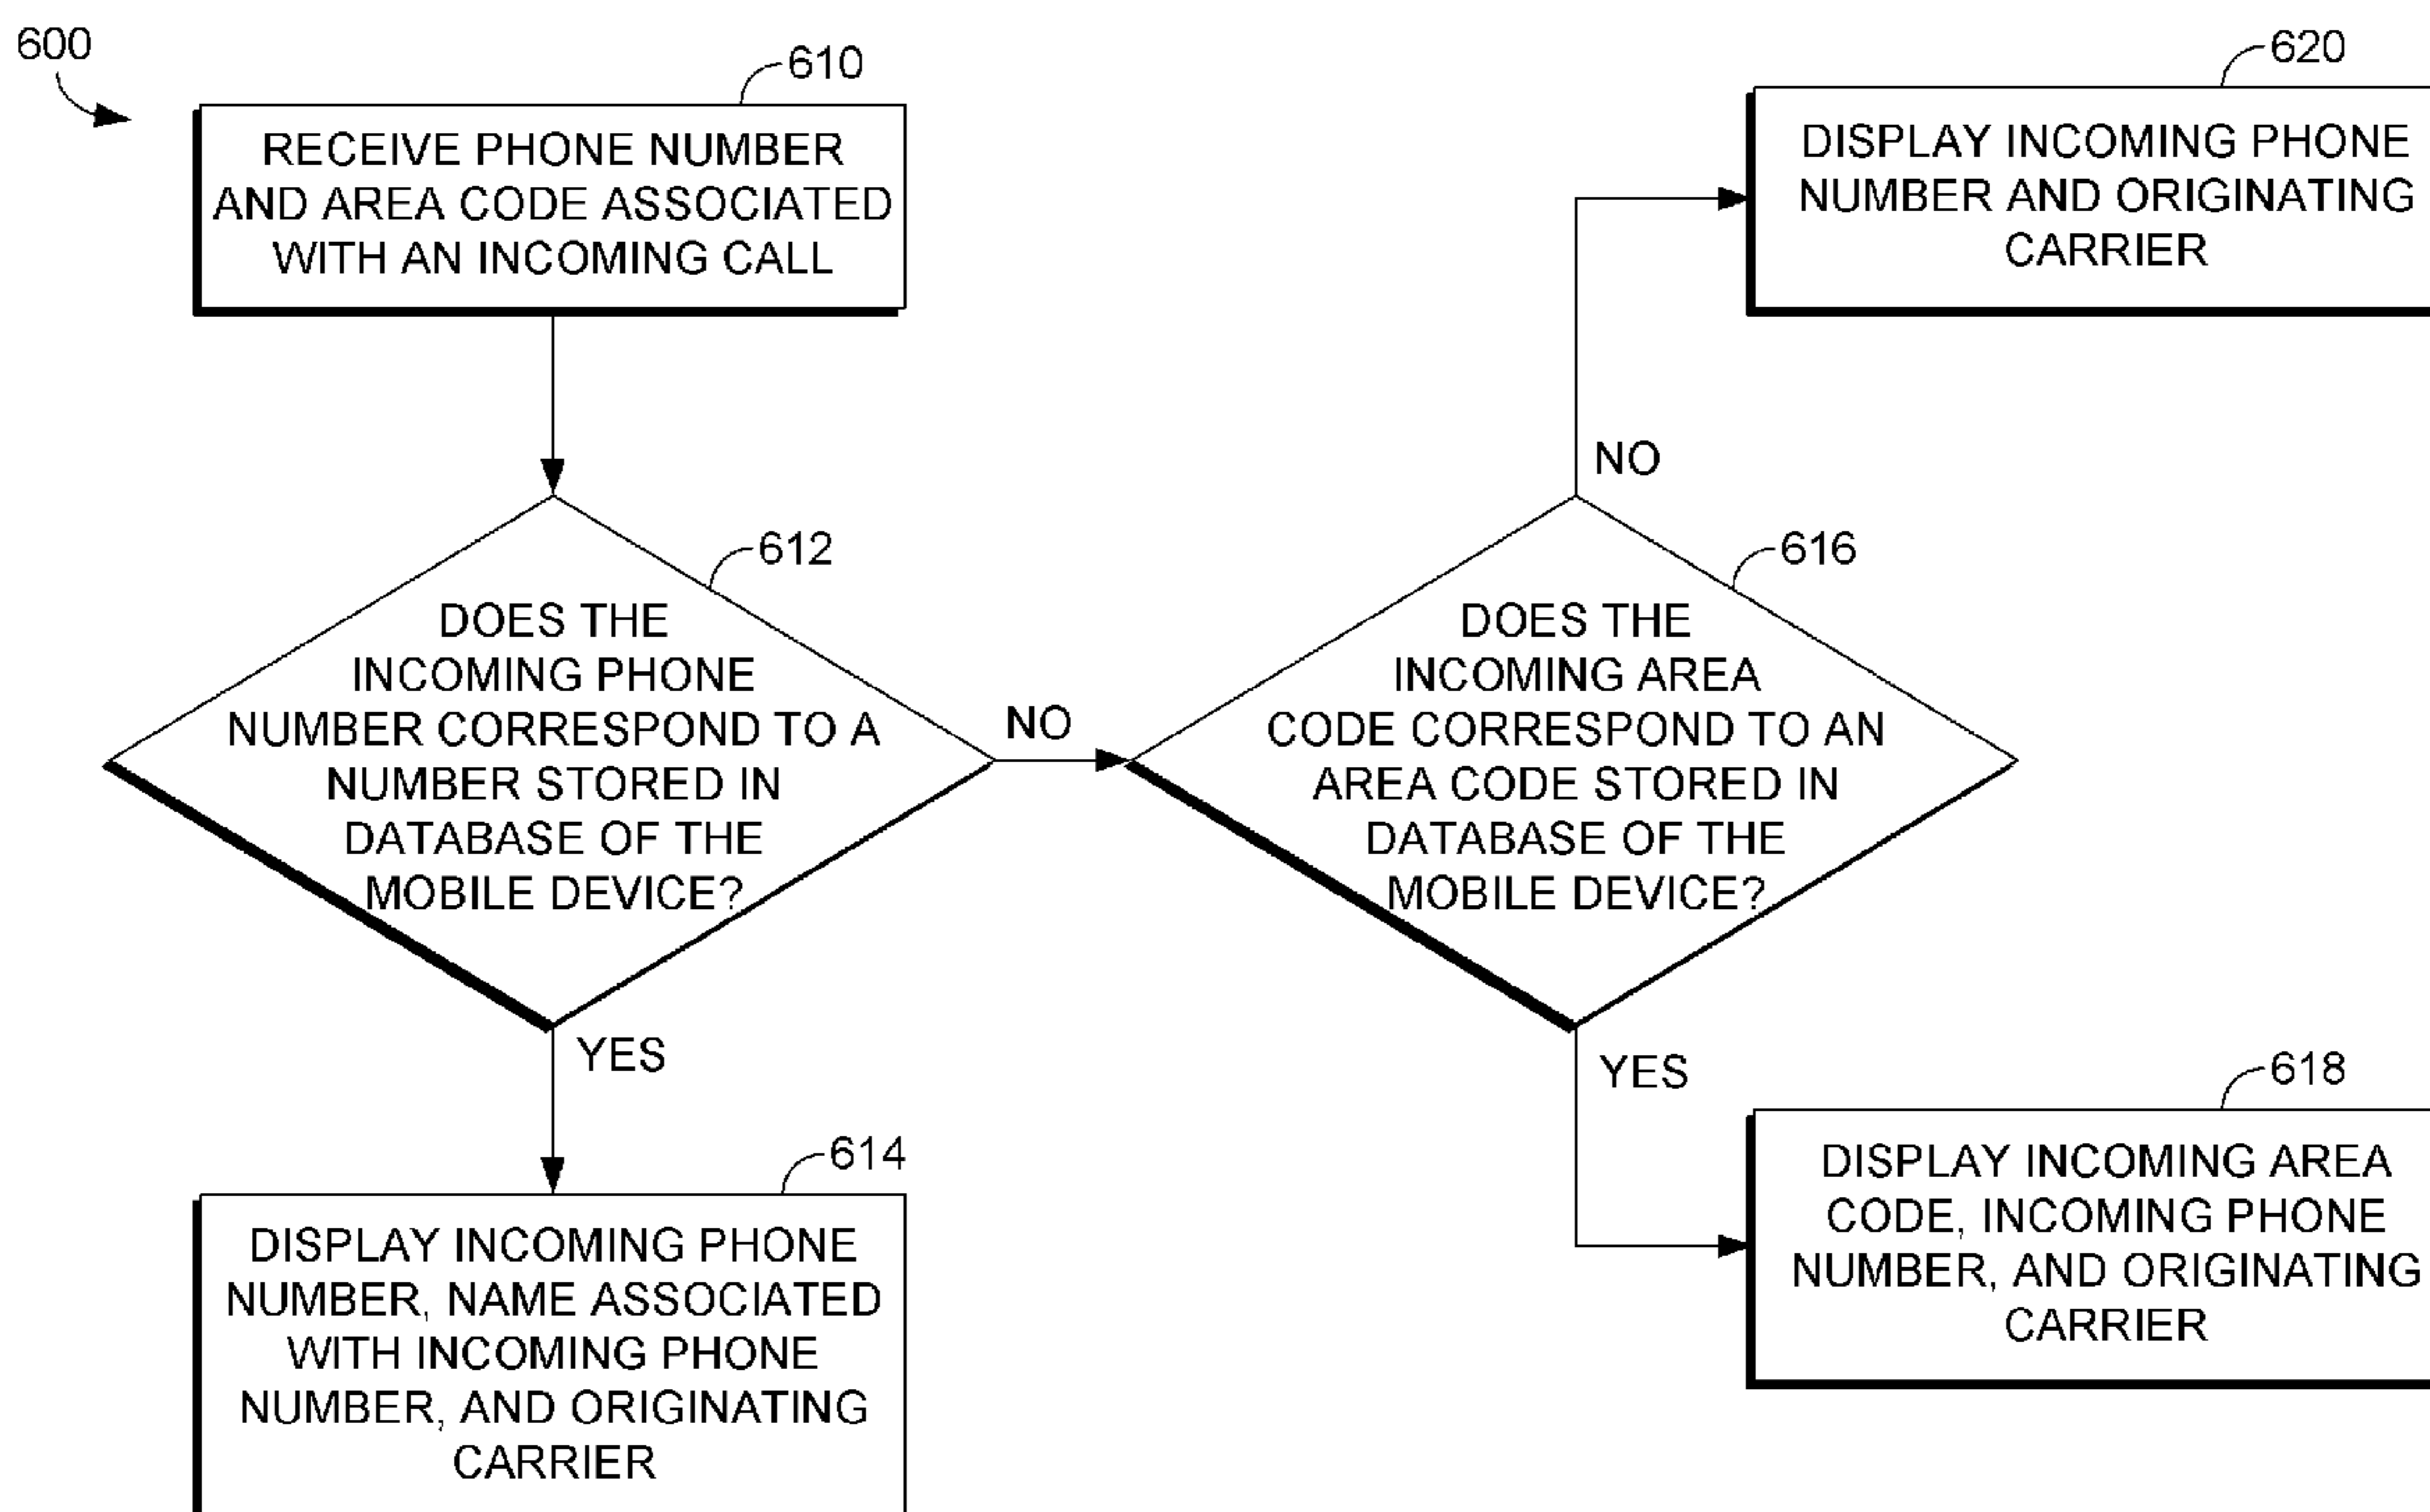 600
610
RECEIVE PHONE NUMBER
AND AREA CODE ASSOCIATED
WITH AN INCOMING CALL
612
DOES THE
INCOMING PHONE
NUMBER CORRESPOND TO A
NUMBER STORED IN
DATABASE OF THE
MOBILE DEVICE?
NO
YES
614
DISPLAY INCOMING PHONE
NUMBER, NAME ASSOCIATED
WITH INCOMING PHONE
NUMBER, AND ORIGINATING
CARRIER
616
DOES THE
INCOMING AREA
CODE CORRESPOND TO AN
AREA CODE STORED IN
DATABASE OF THE
MOBILE DEVICE?
NO
YES
620
DISPLAY INCOMING PHONE
NUMBER AND ORIGINATING
CARRIER
618
DISPLAY INCOMING AREA
CODE, INCOMING PHONE
NUMBER, AND ORIGINATING
CARRIER